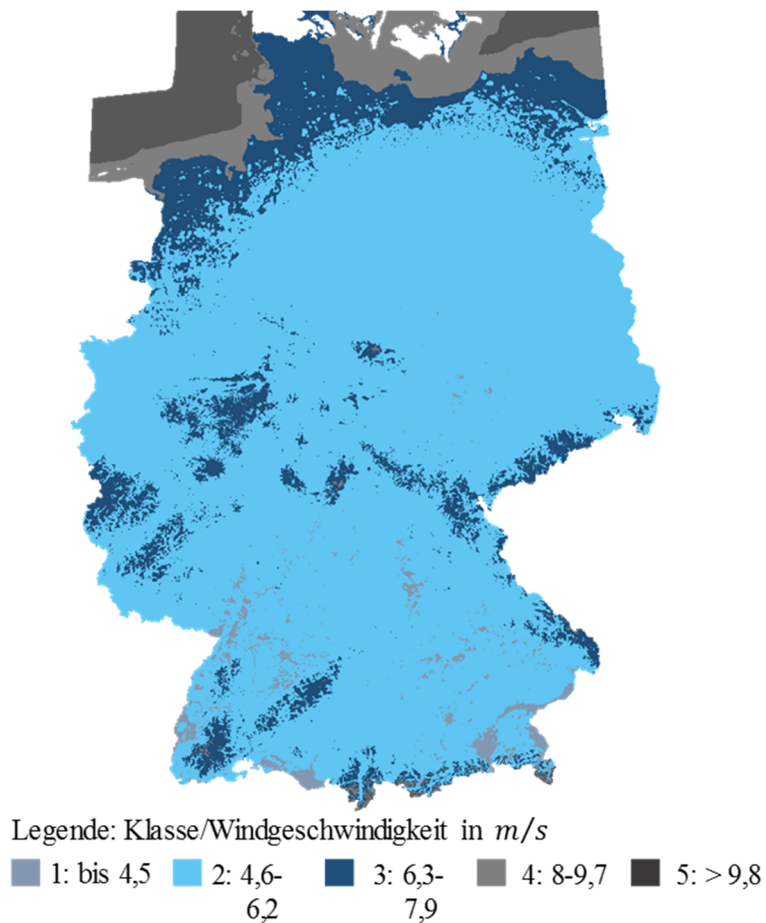 Legende: Klasse/Windgeschwindigkeit in m/s
1: bis 4,5 2: 4,6- 3: 6,3- 4: 8-9,7 5: > 9,8
6,2 7,9